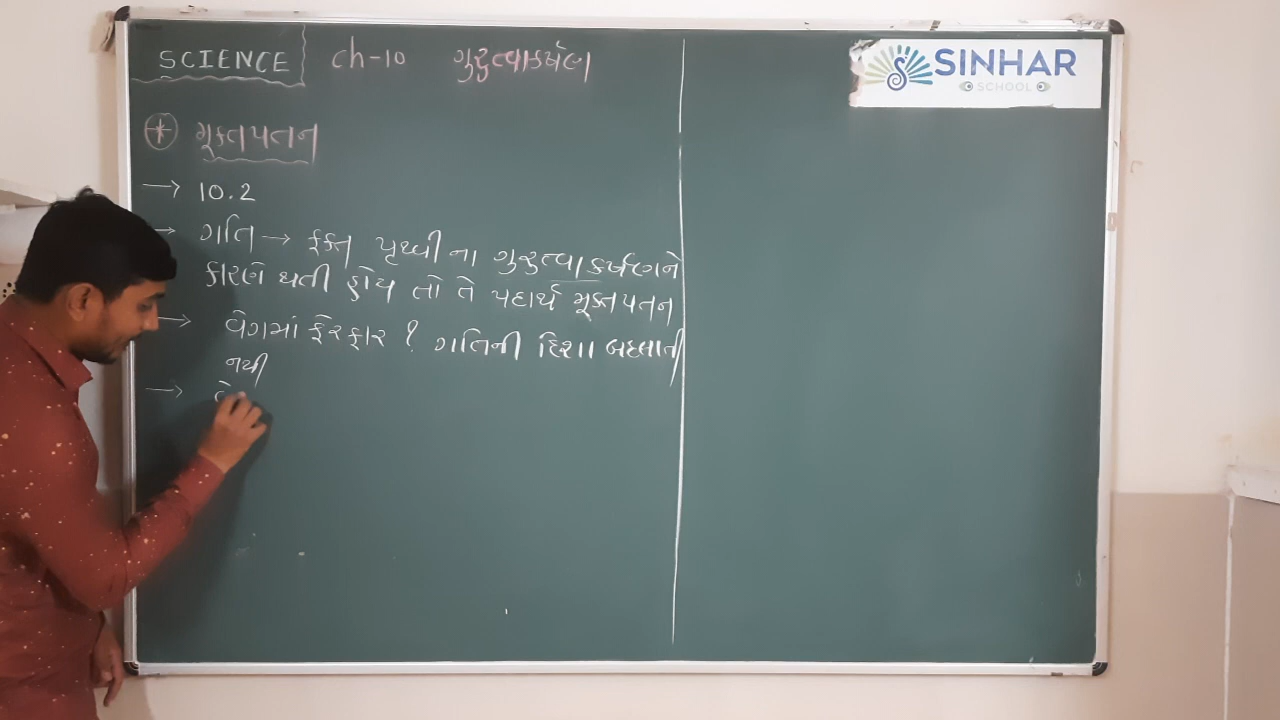 SCIENCE ch-10 ગુરુત્વાકર્ષણ
SINHAR
SCHOOL
મૂક્તપતન
→ 10.2
→ ગતિ → ફક્ત પૃથ્વી ના ગુરુત્વાકર્ષણને
કારણે થતી હોય તો તે પદાર્થ મૂક્તપતન
→ વેગમાં ફેરફાર ? ગતિની દિશા બદલાતી
નથી
→ વે